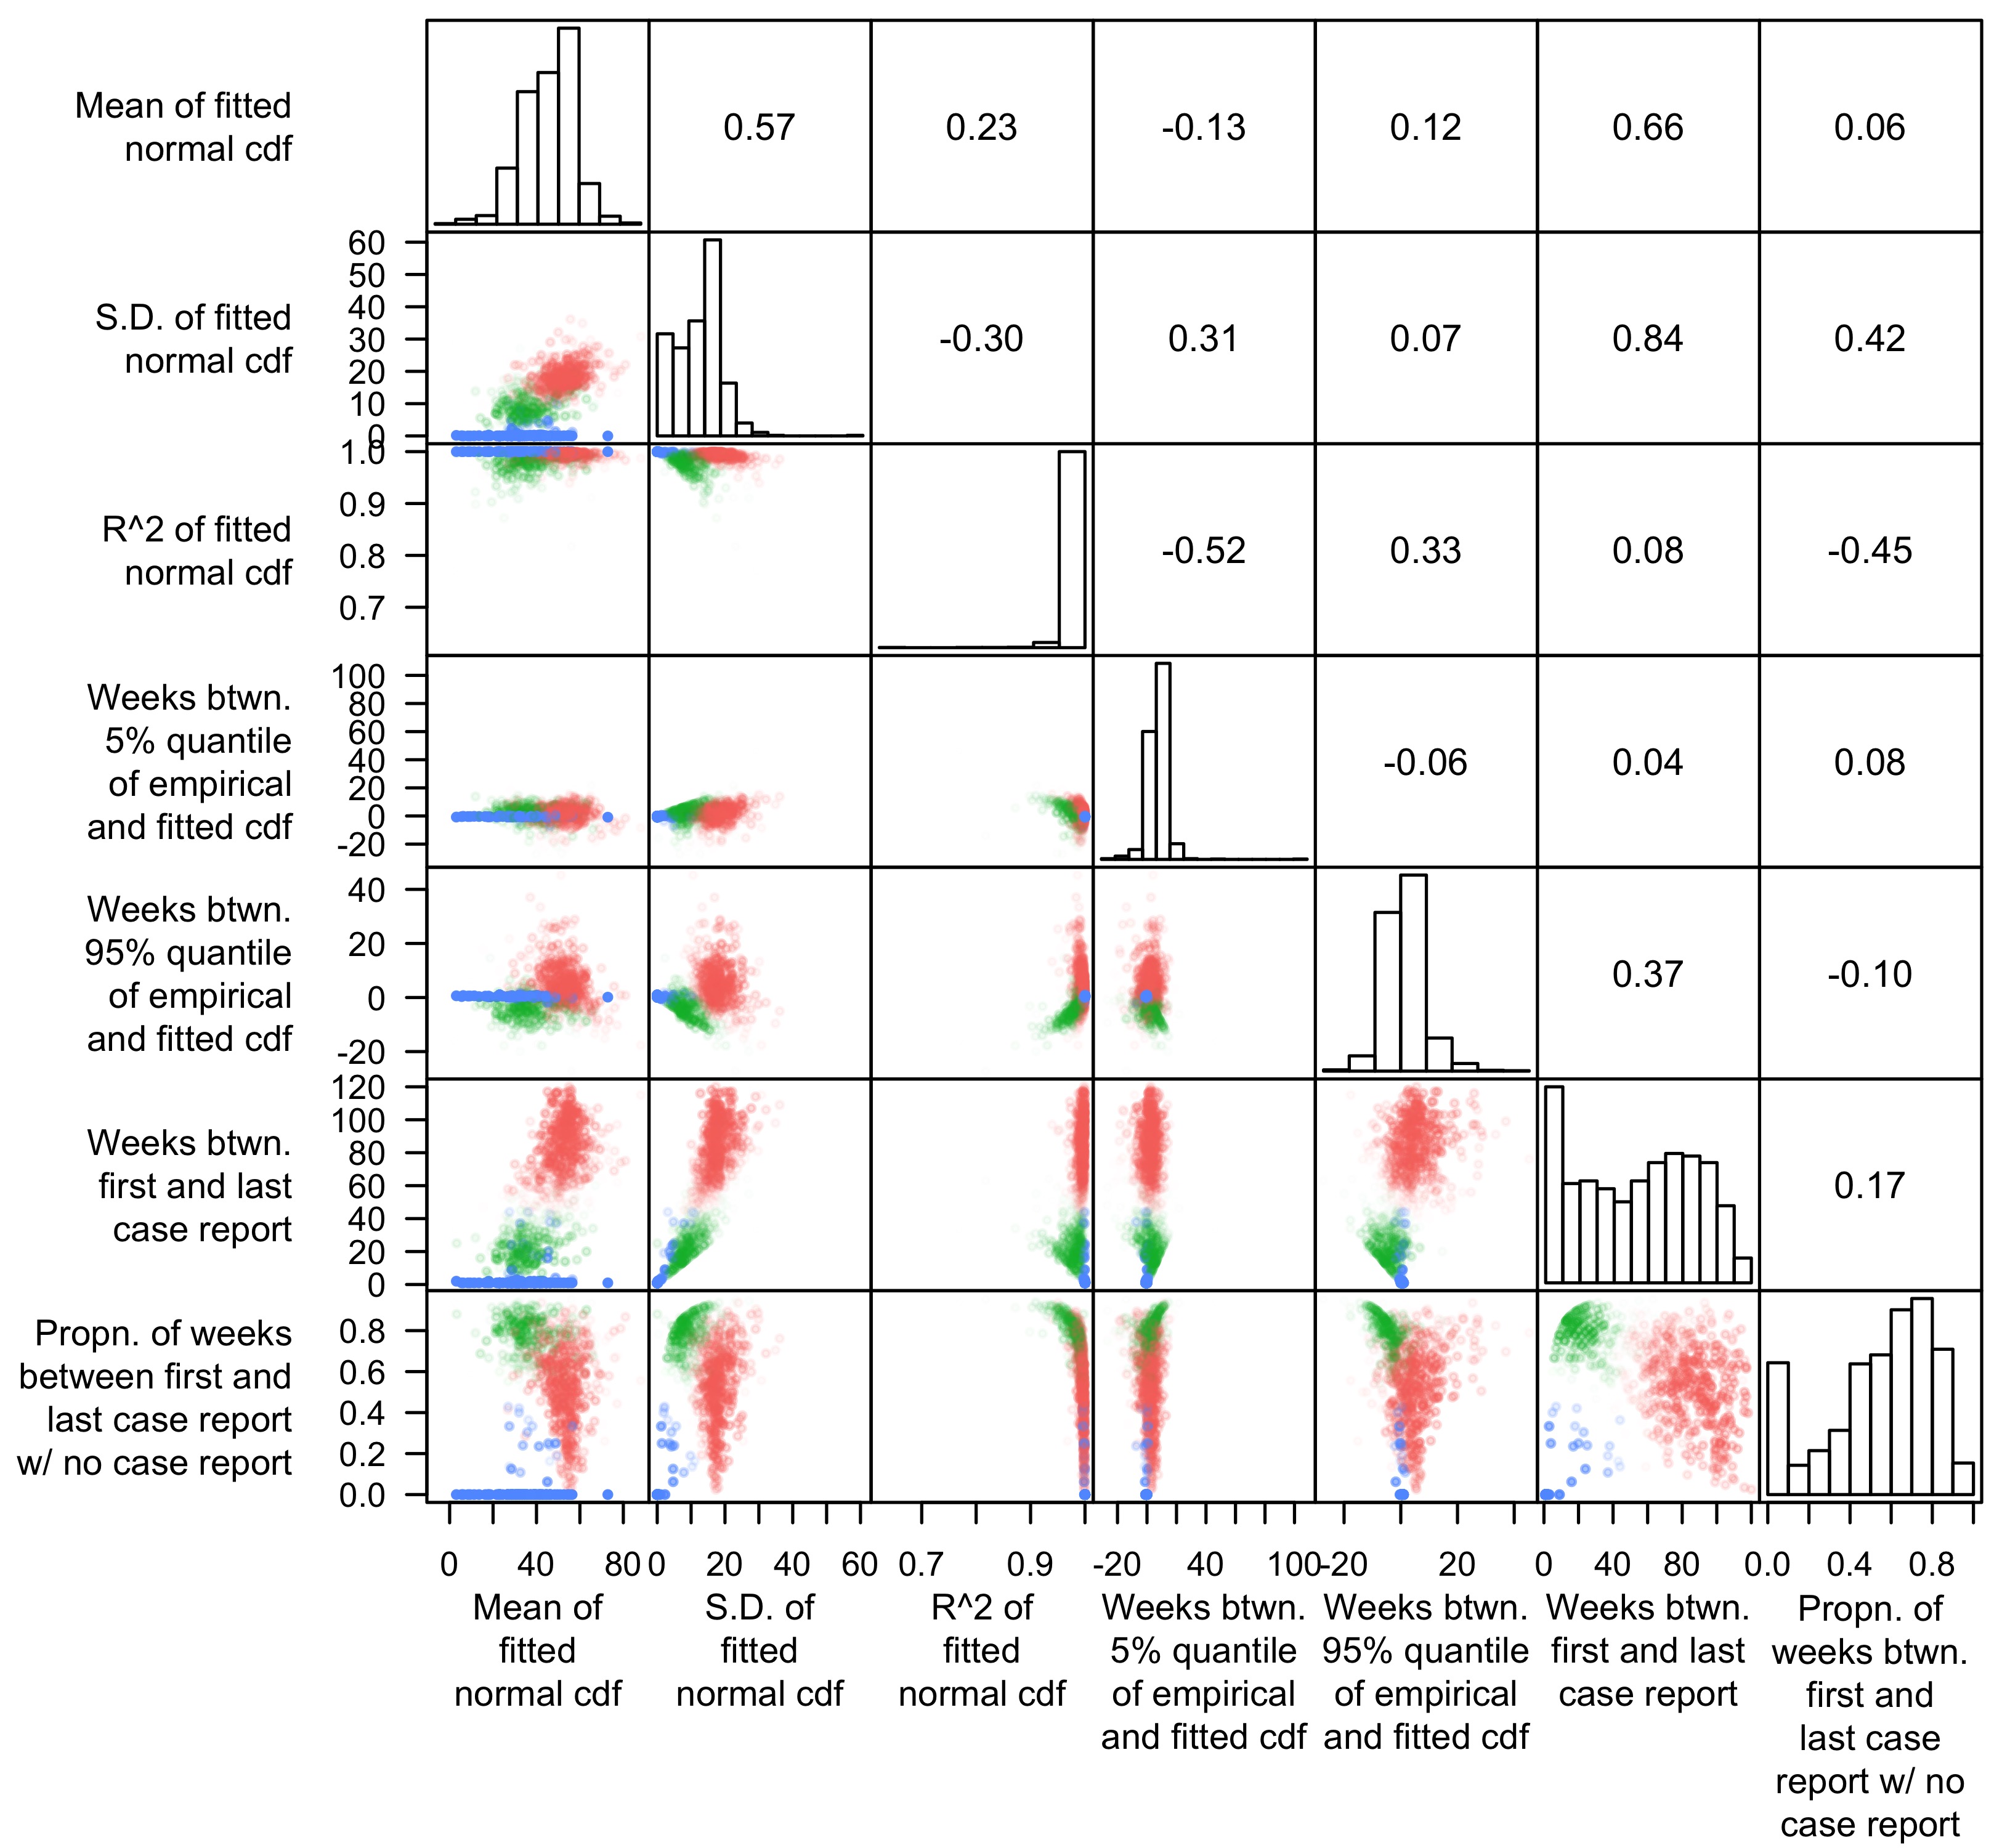 Mean of fitted
normal cdf
0.57
0.23
-0.13
0.12
0.66
0.06
S.D. of fitted
normal cdf
60
50
40
30
20
10
0
-0.30
0.31
0.07
0.84
0.42
R^2 of fitted
normal cdf
1.0
0.9
0.8
0.7
-0.52
0.33
0.08
-0.45
Weeks btwn.
5% quantile
of empirical
and fitted cdf
100
80
60
40
20
0
-20
-0.06
0.04
0.08
Weeks btwn.
95% quantile
of empirical
and fitted cdf
40
20
0
-20
0.37
-0.10
Weeks btwn.
first and last
case report
120
100
80
60
40
20
0
0.17
Propn. of weeks
between first and
last case report
w/ no case report
0.8
0.6
0.4
0.2
0.0
0 40 80
0 20 40 60
0.7 0.9
-20 40 100
-20 20
0 40 80 0
0.0 0.4 0.8
Mean of
fitted
normal cdf
S.D. of
fitted
normal cdf
R^2 of
fitted
normal cdf
Weeks btwn.
5% quantile
of empirical
and fitted cdf
Weeks btwn.
95% quantile
of empirical
and fitted cdf
Weeks btwn.
first and last
case report
Propn. of
weeks btwn.
first and
last case
report w/ no
case report